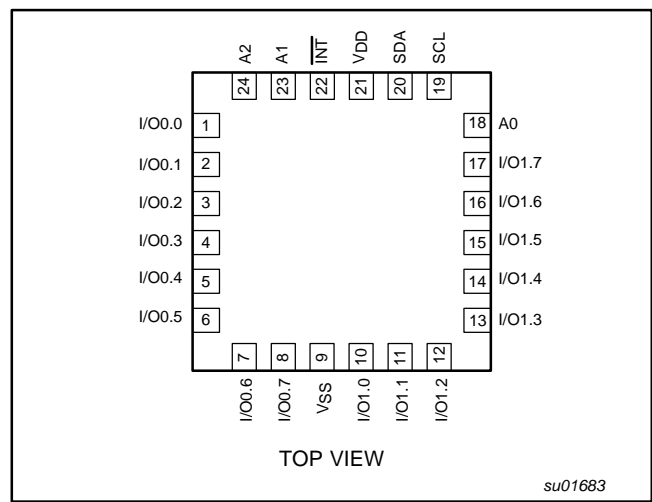 A2 A1 INT VDD SDA SCL
24 23 22 21 20 19
I/O0.0 1 18 A0
I/O0.1 2 17 I/O1.7
I/O0.2 3 16 I/O1.6
I/O0.3 4 15 I/O1.5
I/O0.4 5 14 I/O1.4
I/O0.5 6 13 I/O1.3
7 8 9 10 11 12
I/O0.6 I/O0.7 VSS I/O1.0 I/O1.1 I/O1.2
TOP VIEW
su01683